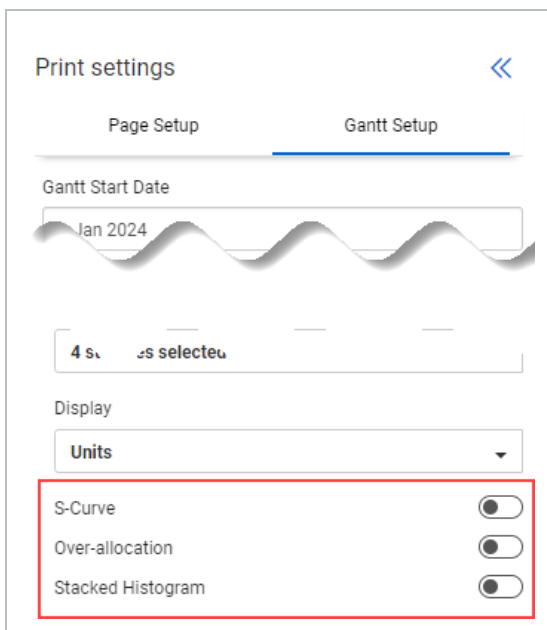 Print settings
Page Setup Gantt Setup
Gantt Start Date
Jan 2024
4 selected
Display
Units
S-Curve
Over-allocation
Stacked Histogram